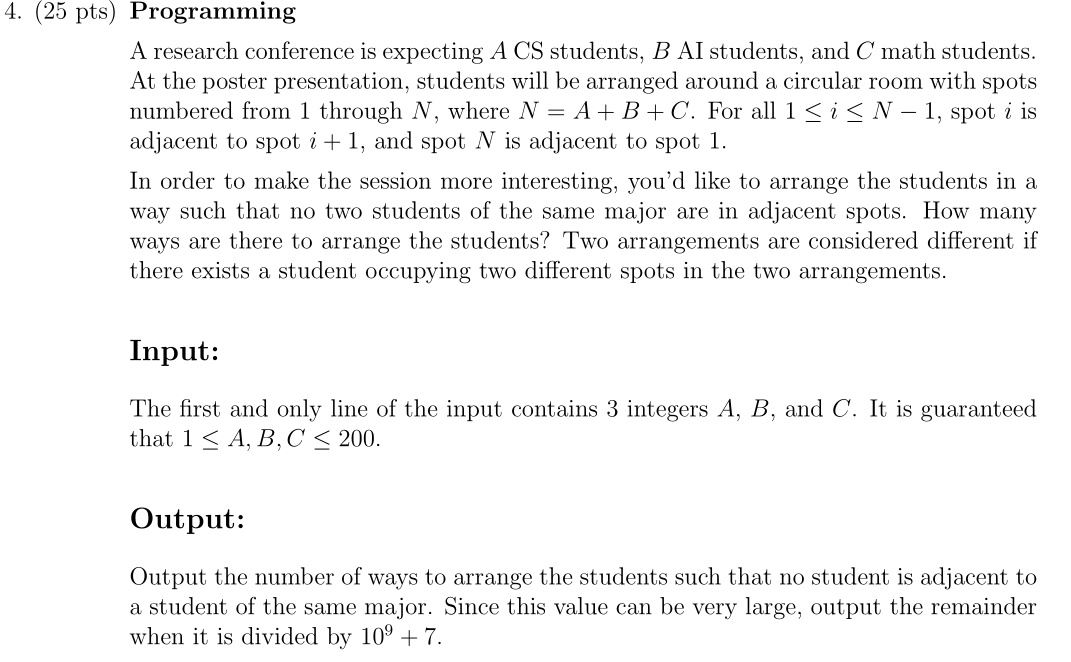 4. (25 pts) Programming
A research conference is expecting A CS students, B AI students, and C math students.
At the poster presentation, students will be arranged around a circular room with spots
numbered from 1 through N, where N = A + B + C. For all 1 ≤ i ≤ N − 1, spot i is
adjacent to spot i + 1, and spot N is adjacent to spot 1.
In order to make the session more interesting, you'd like to arrange the students in a
way such that no two students of the same major are in adjacent spots. How many
ways are there to arrange the students? Two arrangements are considered different if
there exists a student occupying two different spots in the two arrangements.
Input:
The first and only line of the input contains 3 integers A, B, and C. It is guaranteed
that 1 ≤ A, B, C ≤ 200.
Output:
Output the number of ways to arrange the students such that no student is adjacent to
a student of the same major. Since this value can be very large, output the remainder
when it is divided by 10⁹ + 7.